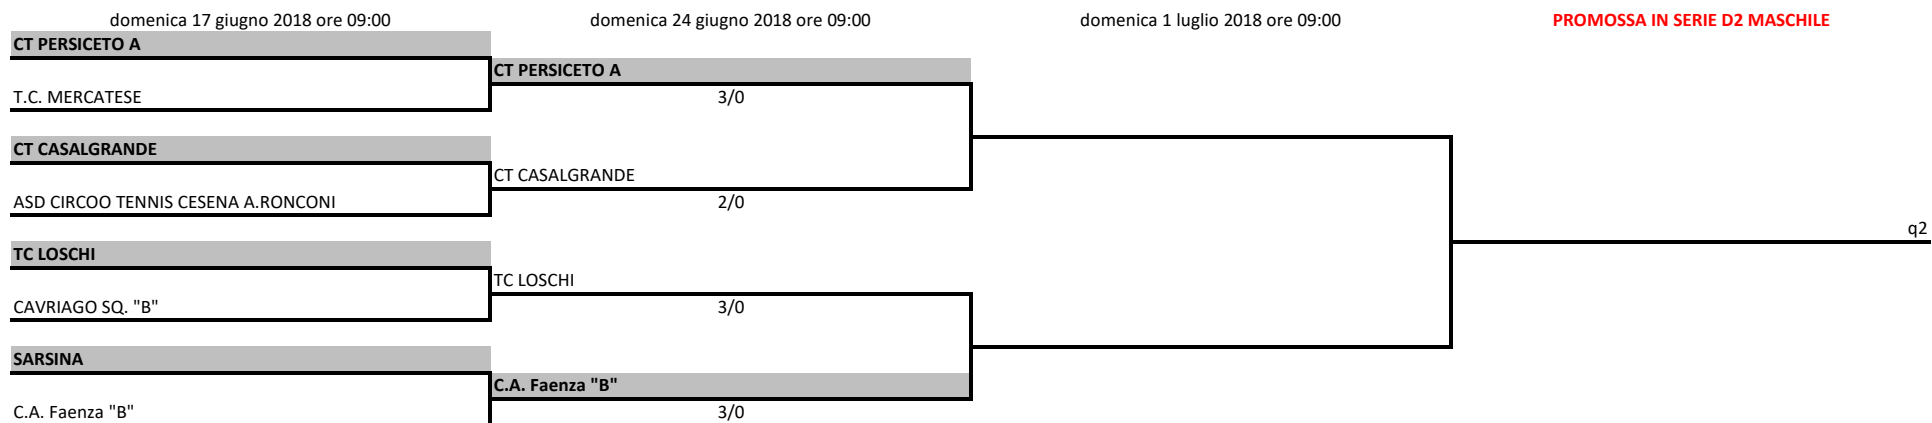 domenica 17 giugno 2018 ore 09:00 domenica 24 giugno 2018 ore 09:00 domenica 1 luglio 2018 ore 09:00 PROMOSSA IN SERIE D2 MASCHILE
CT PERSICETO A
CT PERSICETO A
T.C. MERCATESE 3/0
CT CASALGRANDE
CT CASALGRANDE
ASD CIRCOO TENNIS CESENA A.RONCONI 2/0
q2
TC LOSCHI
TC LOSCHI
CAVRIAGO SQ. "B" 3/0
SARSINA
C.A. Faenza "B"
C.A. Faenza "B" 3/0